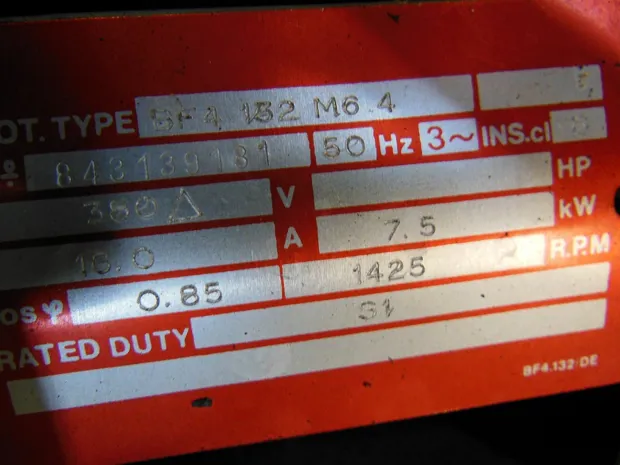 OT. TYPE BF4 132 M6 4
843139181 50 Hz 3~ INS.cl
380 △ V HP
16.0 A 7.5 kW
os φ 0.85 1425 R.P.M
RATED DUTY S1
BF4.132/DE